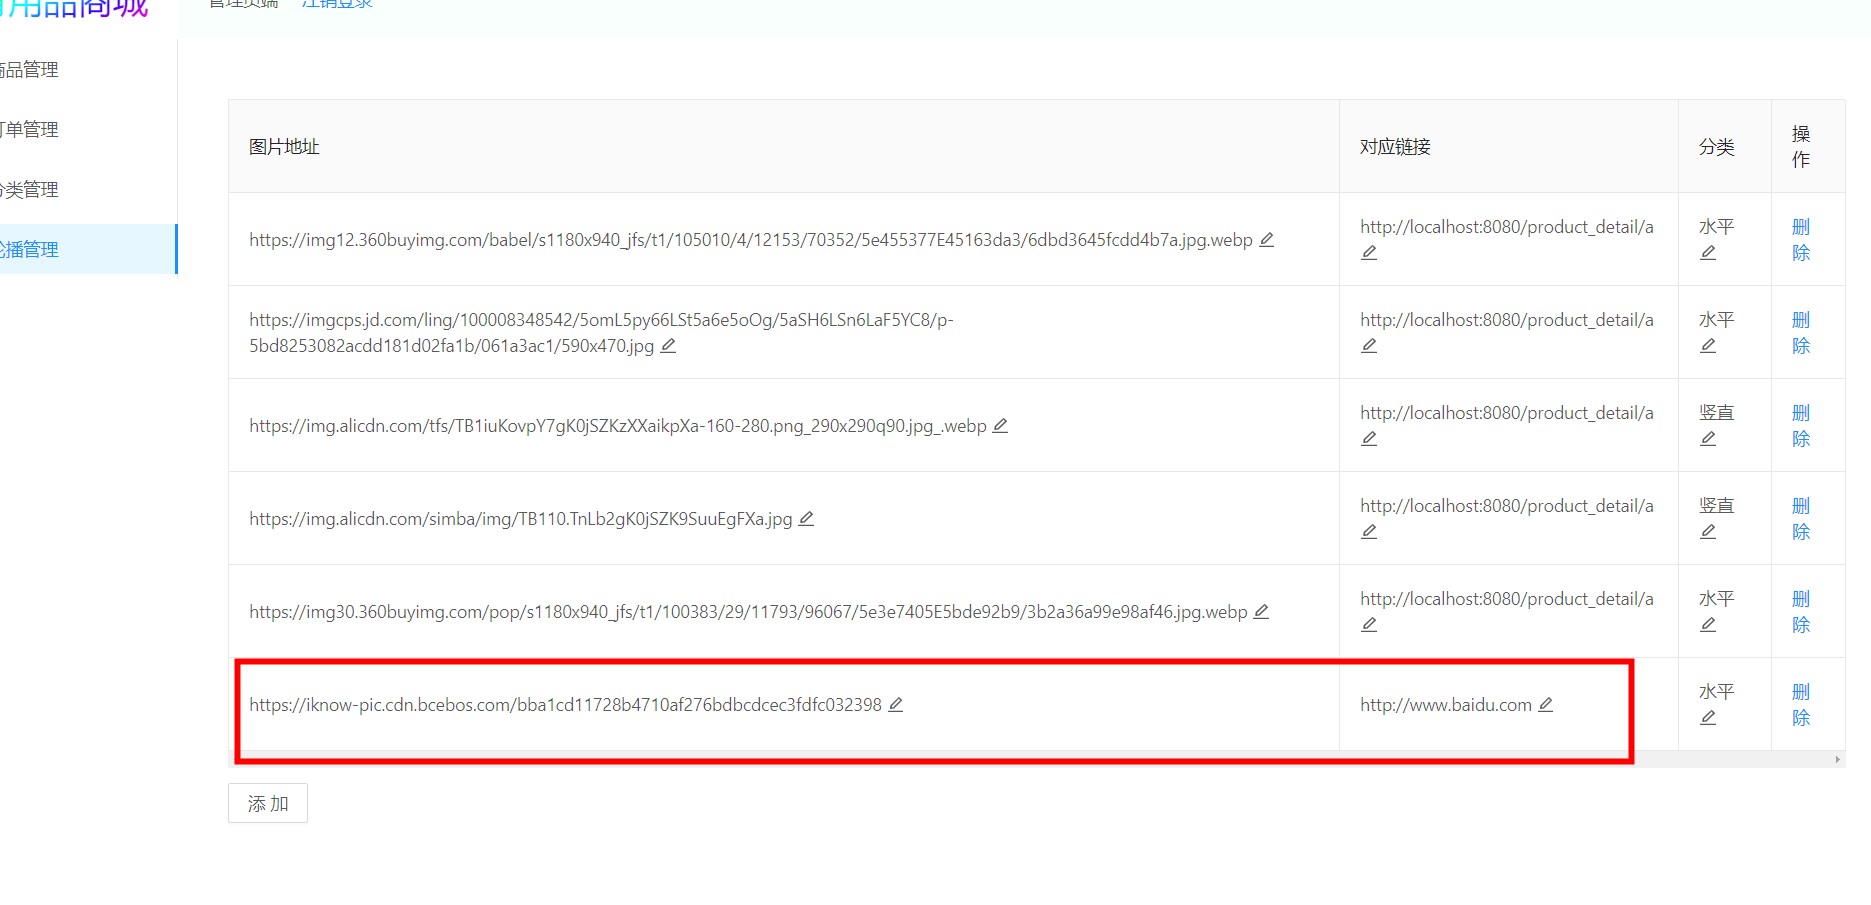 用品商城
管理页端 注销登录
商品管理
订单管理
分类管理
轮播管理
图片地址
对应链接
分类
操
作
https://img12.360buyimg.com/babel/s1180x940_jfs/t1/105010/4/12153/70352/5e455377E45163da3/6dbd3645fcdd4b7a.jpg.webp
http://localhost:8080/product_detail/a
水平
删
除
https://imgcps.jd.com/ling/100008348542/5omL5py66LSt5a6e5oOg/5aSH6LSn6LaF5YC8/p-
5bd8253082acdd181d02fa1b/061a3ac1/590x470.jpg
http://localhost:8080/product_detail/a
水平
删
除
https://img.alicdn.com/tfs/TB1iuKovpY7gK0jSZKzXXaikpXa-160-280.png_290x290q90.jpg_.webp
http://localhost:8080/product_detail/a
竖直
删
除
https://img.alicdn.com/simba/img/TB110.TnLb2gK0jSZK9SuuEgFXa.jpg
http://localhost:8080/product_detail/a
竖直
删
除
https://img30.360buyimg.com/pop/s1180x940_jfs/t1/100383/29/11793/96067/5e3e7405E5bde92b9/3b2a36a99e98af46.jpg.webp
http://localhost:8080/product_detail/a
水平
删
除
https://iknow-pic.cdn.bcebos.com/bba1cd11728b4710af276bdbcdcec3fdfc032398
http://www.baidu.com
水平
删
除
添 加